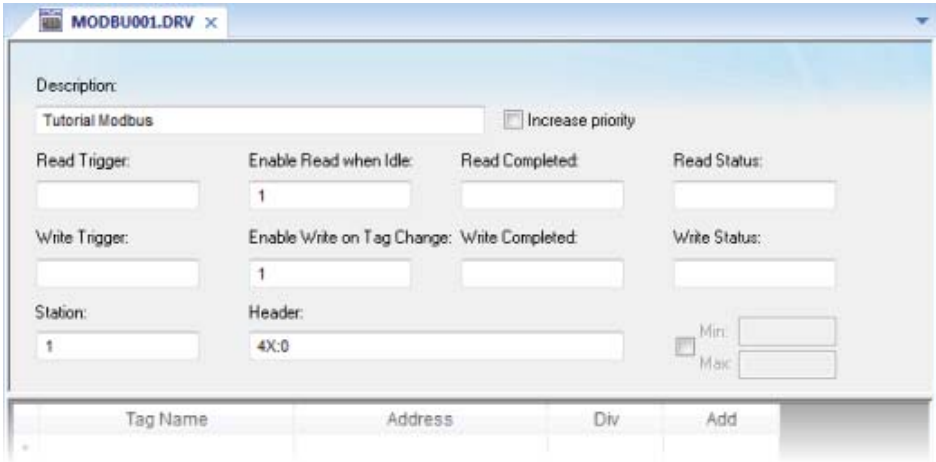 MODBU001.DRV ×
Description:
Tutorial Modbus
Increase priority
Read Trigger: Enable Read when Idle: Read Completed: Read Status:
1
Write Trigger: Enable Write on Tag Change: Write Completed: Write Status:
1
Station: Header:
1 4X:0
Min:
Max:
Tag Name Address Div Add
*